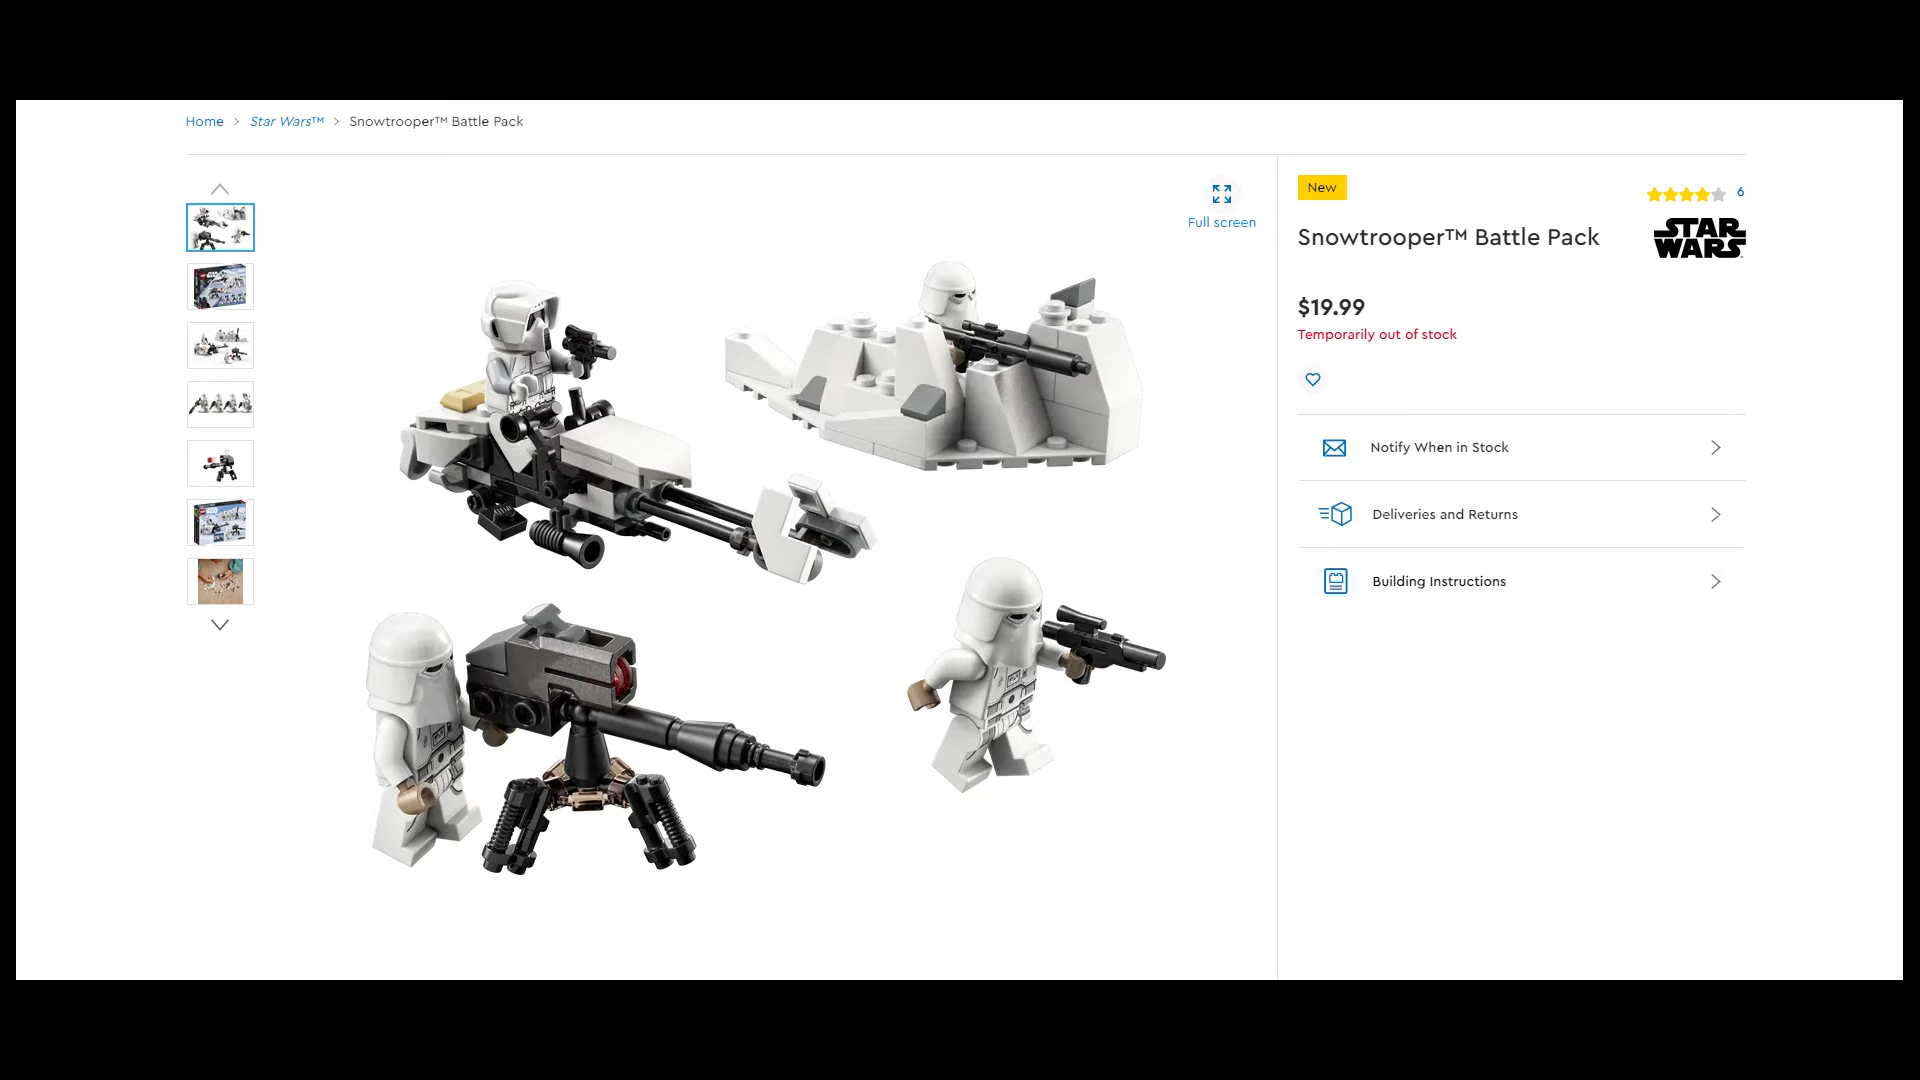 Home > Star Wars™ > Snowtrooper™ Battle Pack
Full screen
New
6
Snowtrooper™ Battle Pack
STAR WARS
$19.99
Temporarily out of stock
Notify When in Stock
Deliveries and Returns
Building Instructions